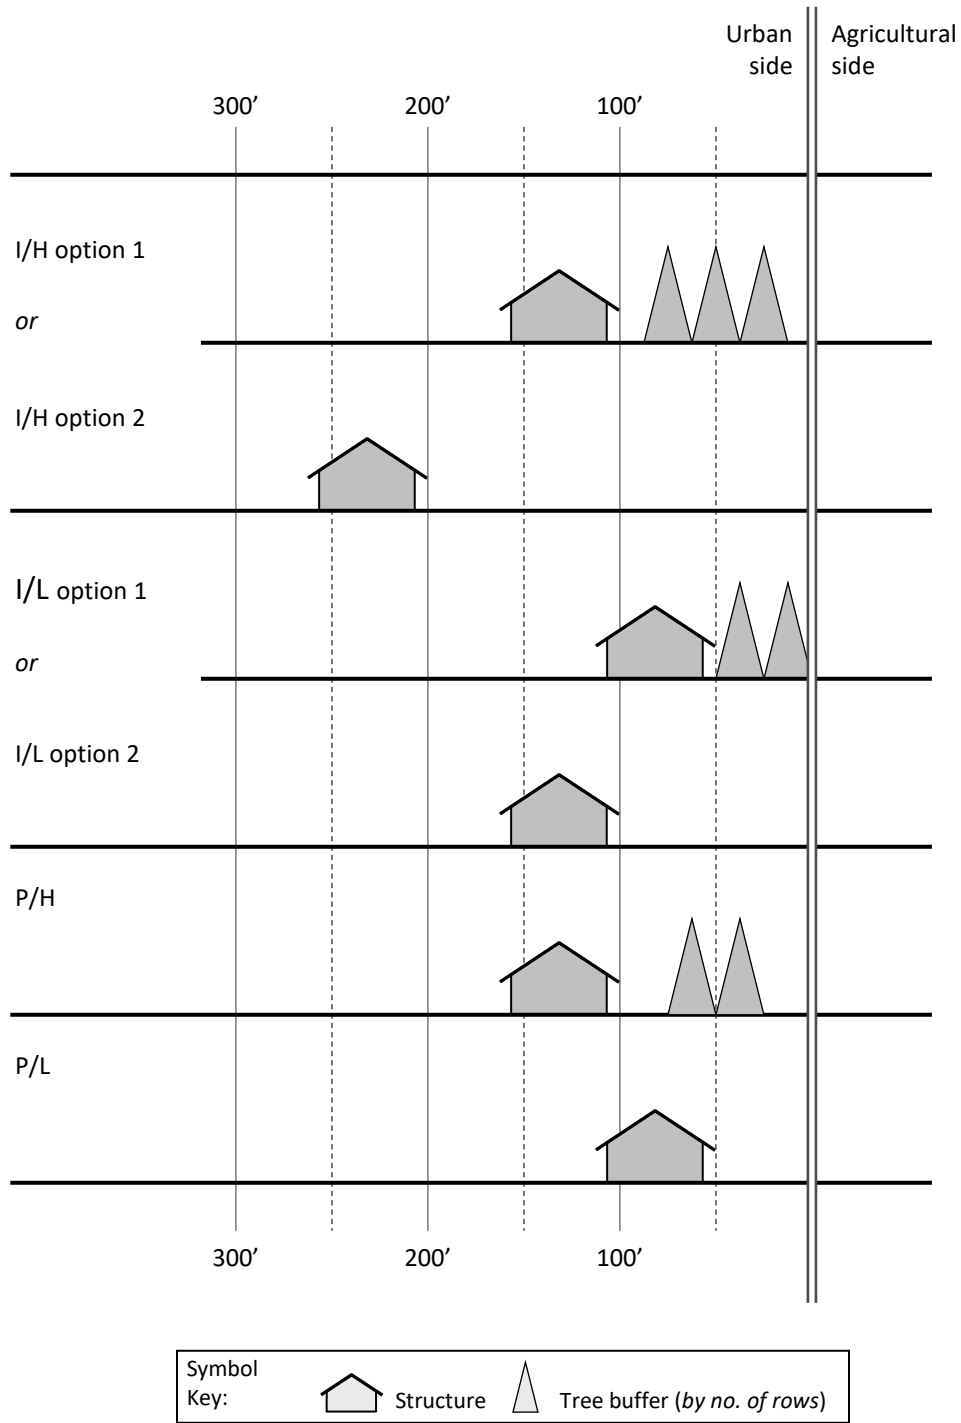 Urban side
Agricultural side
300’ 200’ 100’
I/H option 1
or
I/H option 2
I/L option 1
or
I/L option 2
P/H
P/L
300’ 200’ 100’
Symbol Key:
Structure
Tree buffer (by no. of rows)